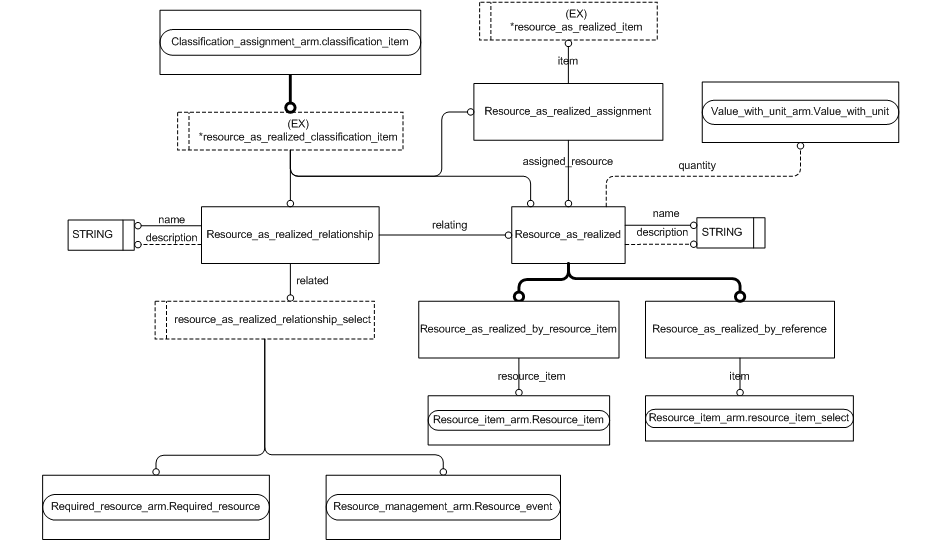 (EX)
*resource_as_realized_item
Classification_assignment_arm.classification_item
item
Resource_as_realized_assignment
Value_with_unit_arm.Value_with_unit
(EX)
*resource_as_realized_classification_item
assigned_resource
quantity
name
STRING
description
Resource_as_realized_relationship
relating
Resource_as_realized
name
description
STRING
related
resource_as_realized_relationship_select
Resource_as_realized_by_resource_item
Resource_as_realized_by_reference
resource_item
item
Resource_item_arm.Resource_item
Resource_item_arm.resource_item_select
Required_resource_arm.Required_resource
Resource_management_arm.Resource_event